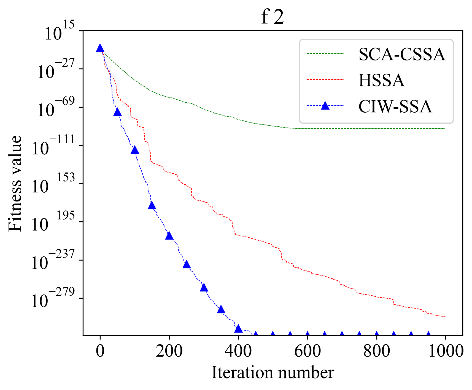 f 2
10^15
10^-27
10^-69
10^-111
10^-153
10^-195
10^-237
10^-279
Fitness value
SCA-CSSA
HSSA
CIW-SSA
0 200 400 600 800 1000
Iteration number